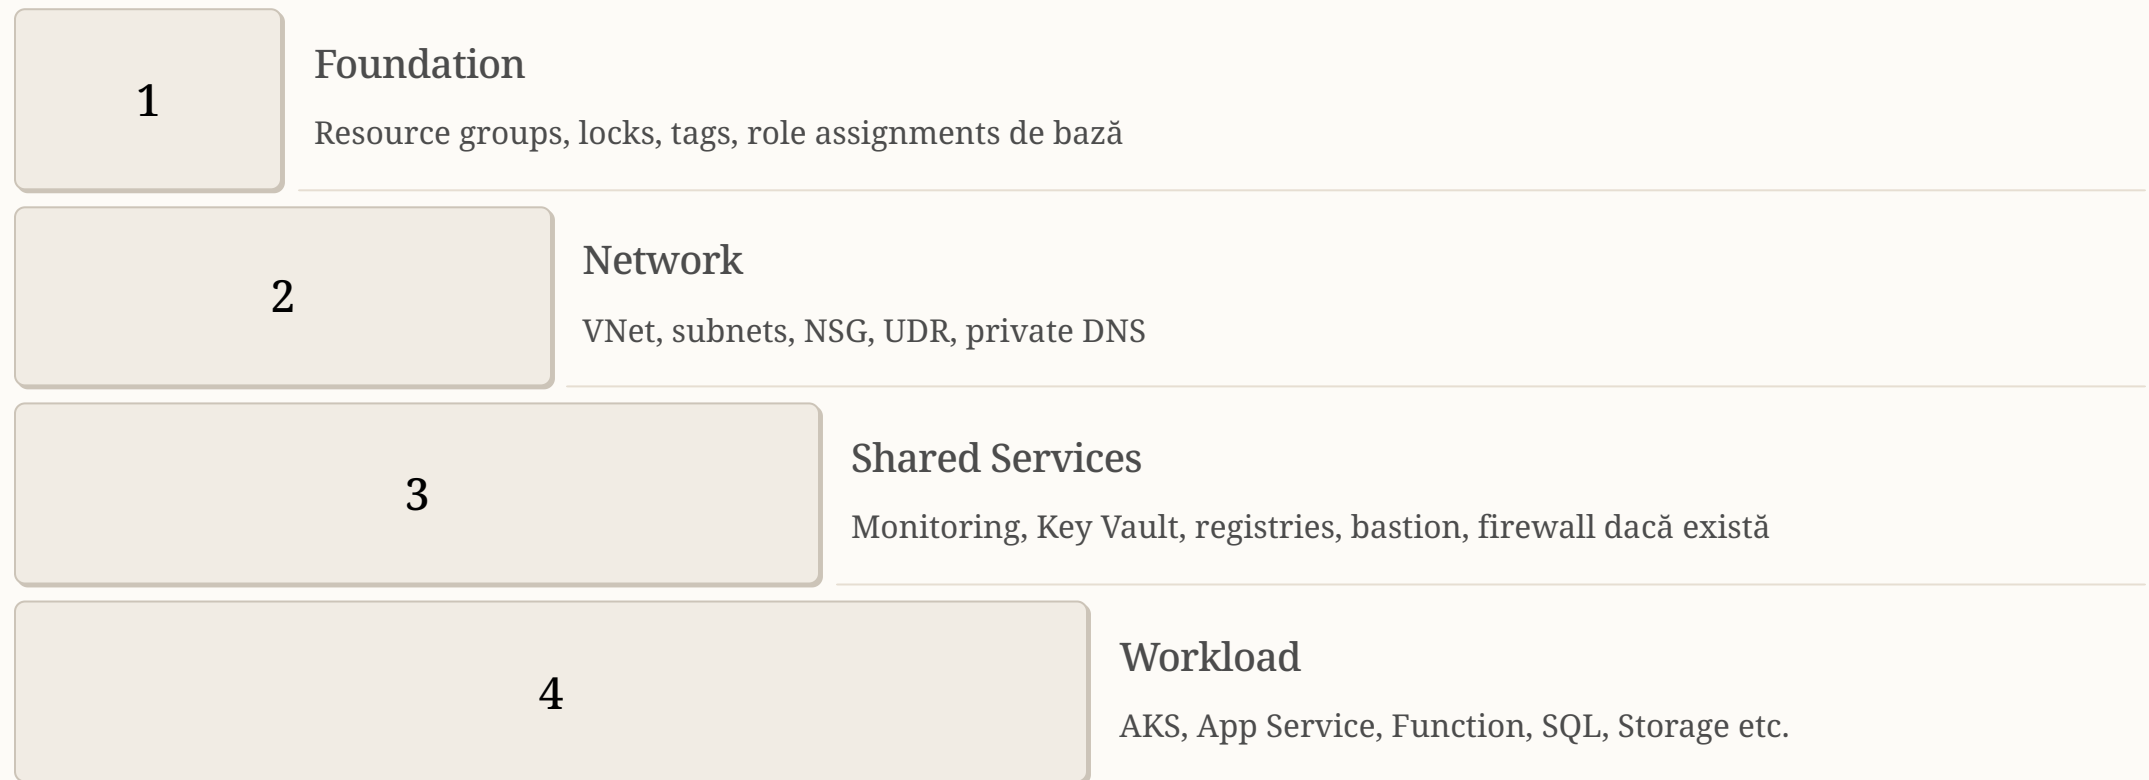 1
Foundation
Resource groups, locks, tags, role assignments de bază
2
Network
VNet, subnets, NSG, UDR, private DNS
3
Shared Services
Monitoring, Key Vault, registries, bastion, firewall dacă există
4
Workload
AKS, App Service, Function, SQL, Storage etc.